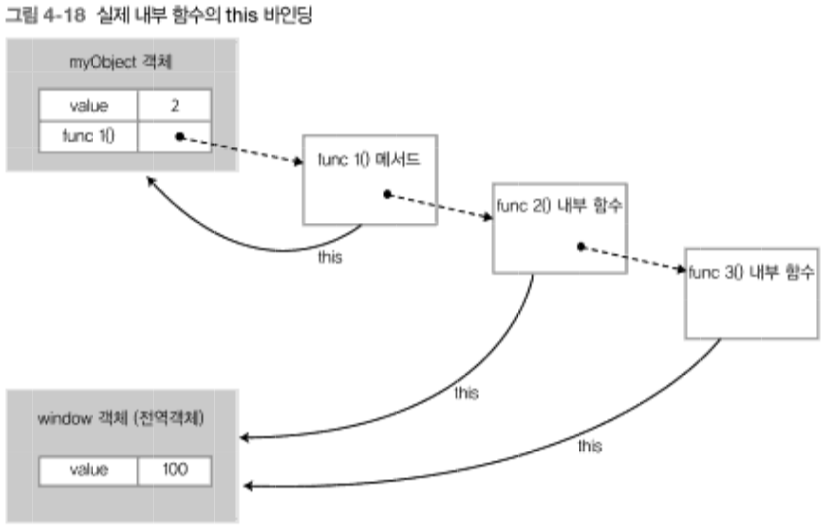 그림 4-18 실제 내부 함수의 this 바인딩
myObject 객체
value 2
func 1()
func 1() 메서드
func 2() 내부 함수
func 3() 내부 함수
this
this
this
window 객체 (전역객체)
value 100